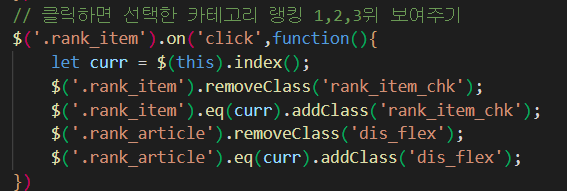 // 클릭하면 선택한 카테고리 랭킹 1,2,3위 보여주기
$('.rank_item').on('click',function(){
    let curr = $(this).index();
    $('.rank_item').removeClass('rank_item_chk');
    $('.rank_item').eq(curr).addClass('rank_item_chk');
    $('.rank_article').removeClass('dis_flex');
    $('.rank_article').eq(curr).addClass('dis_flex');
})